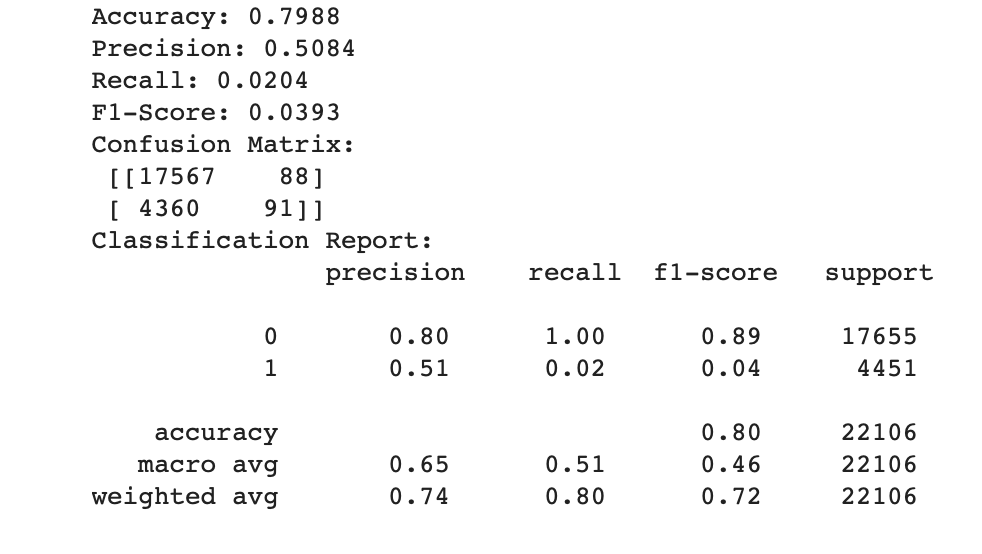 Accuracy: 0.7988
Precision: 0.5084
Recall: 0.0204
F1-Score: 0.0393
Confusion Matrix:
[[17567 88]
[ 4360 91]]
Classification Report:
precision recall f1-score support
0 0.80 1.00 0.89 17655
1 0.51 0.02 0.04 4451
accuracy 0.80 22106
macro avg 0.65 0.51 0.46 22106
weighted avg 0.74 0.80 0.72 22106